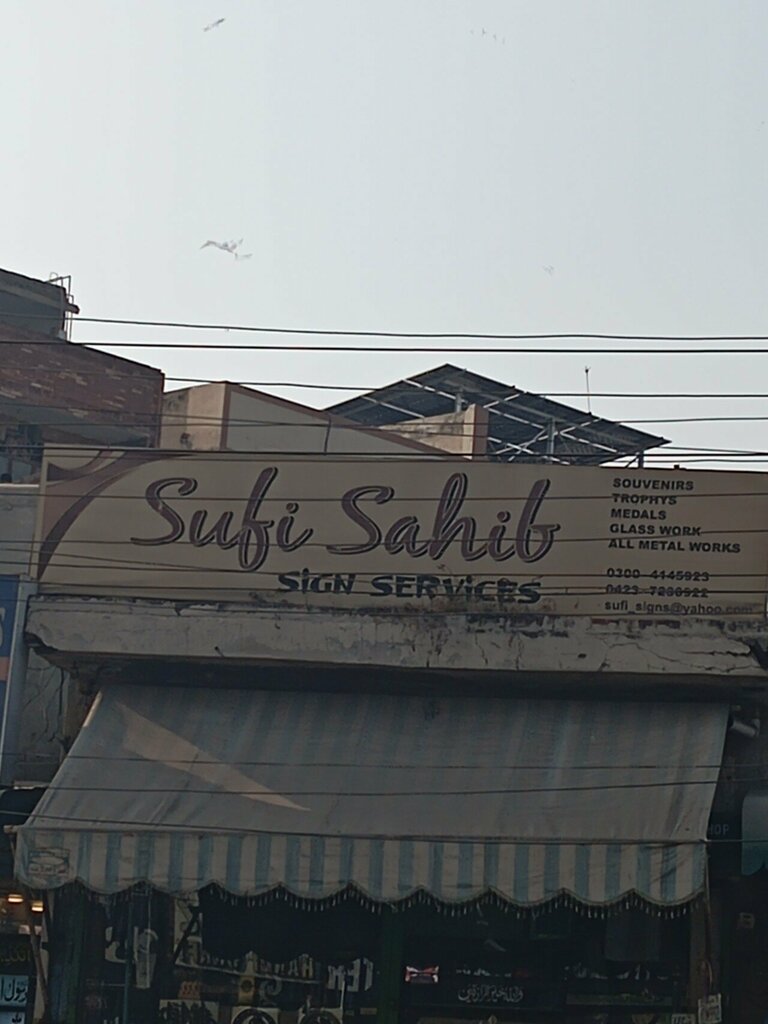 Sufi Sahib
SiGN SERViCES
SOUVENIRS
TROPHYS
MEDALS
GLASS WORK
ALL METAL WORKS
0300-4145923
sufi_signs@yahoo.com